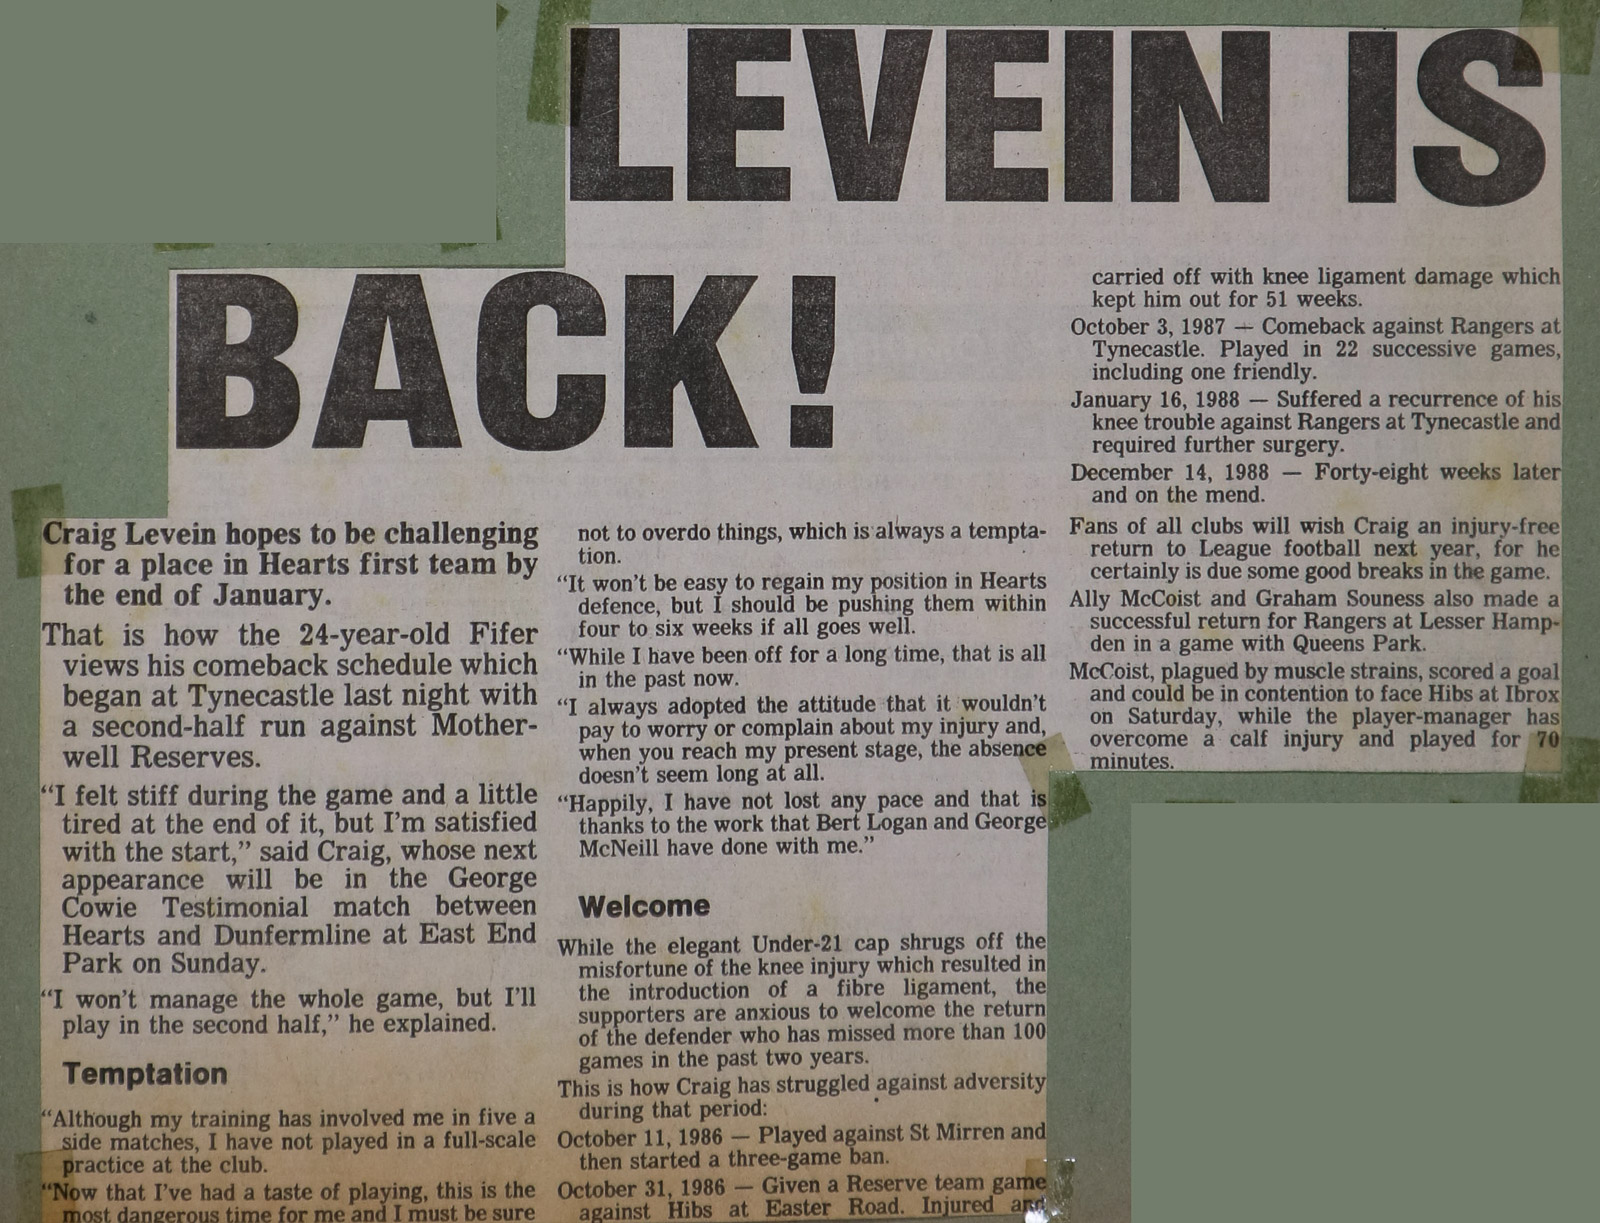 LEVEIN IS
BACK!
Craig Levein hopes to be challenging
for a place in Hearts first team by
the end of January.
That is how the 24-year-old Fifer
views his comeback schedule which
began at Tynecastle last night with
a second-half run against Mother-
well Reserves.
“I felt stiff during the game and a little
tired at the end of it, but I’m satisfied
with the start,” said Craig, whose next
appearance will be in the George
Cowie Testimonial match between
Hearts and Dunfermline at East End
Park on Sunday.
“I won’t manage the whole game, but I’ll
play in the second half,” he explained.
Temptation
“Although my training has involved me in five a
side matches, I have not played in a full-scale
practice at the club.
“Now that I’ve had a taste of playing, this is the
most dangerous time for me and I must be sure
not to overdo things, which is always a tempta-
tion.
“It won’t be easy to regain my position in Hearts
defence, but I should be pushing them within
four to six weeks if all goes well.
“While I have been off for a long time, that is all
in the past now.
“I always adopted the attitude that it wouldn’t
pay to worry or complain about my injury and,
when you reach my present stage, the absence
doesn’t seem long at all.
“Happily, I have not lost any pace and that is
thanks to the work that Bert Logan and George
McNeill have done with me.”
Welcome
While the elegant Under-21 cap shrugs off the
misfortune of the knee injury which resulted in
the introduction of a fibre ligament, the
supporters are anxious to welcome the return
of the defender who has missed more than 100
games in the past two years.
This is how Craig has struggled against adversity
during that period:
October 11, 1986 — Played against St Mirren and
then started a three-game ban.
October 31, 1986 — Given a Reserve team game
against Hibs at Easter Road. Injured and
carried off with knee ligament damage which
kept him out for 51 weeks.
October 3, 1987 — Comeback against Rangers at
Tynecastle. Played in 22 successive games,
including one friendly.
January 16, 1988 — Suffered a recurrence of his
knee trouble against Rangers at Tynecastle and
required further surgery.
December 14, 1988 — Forty-eight weeks later
and on the mend.
Fans of all clubs will wish Craig an injury-free
return to League football next year, for he
certainly is due some good breaks in the game.
Ally McCoist and Graham Souness also made a
successful return for Rangers at Lesser Hamp-
den in a game with Queens Park.
McCoist, plagued by muscle strains, scored a goal
and could be in contention to face Hibs at Ibrox
on Saturday, while the player-manager has
overcome a calf injury and played for 70
minutes.